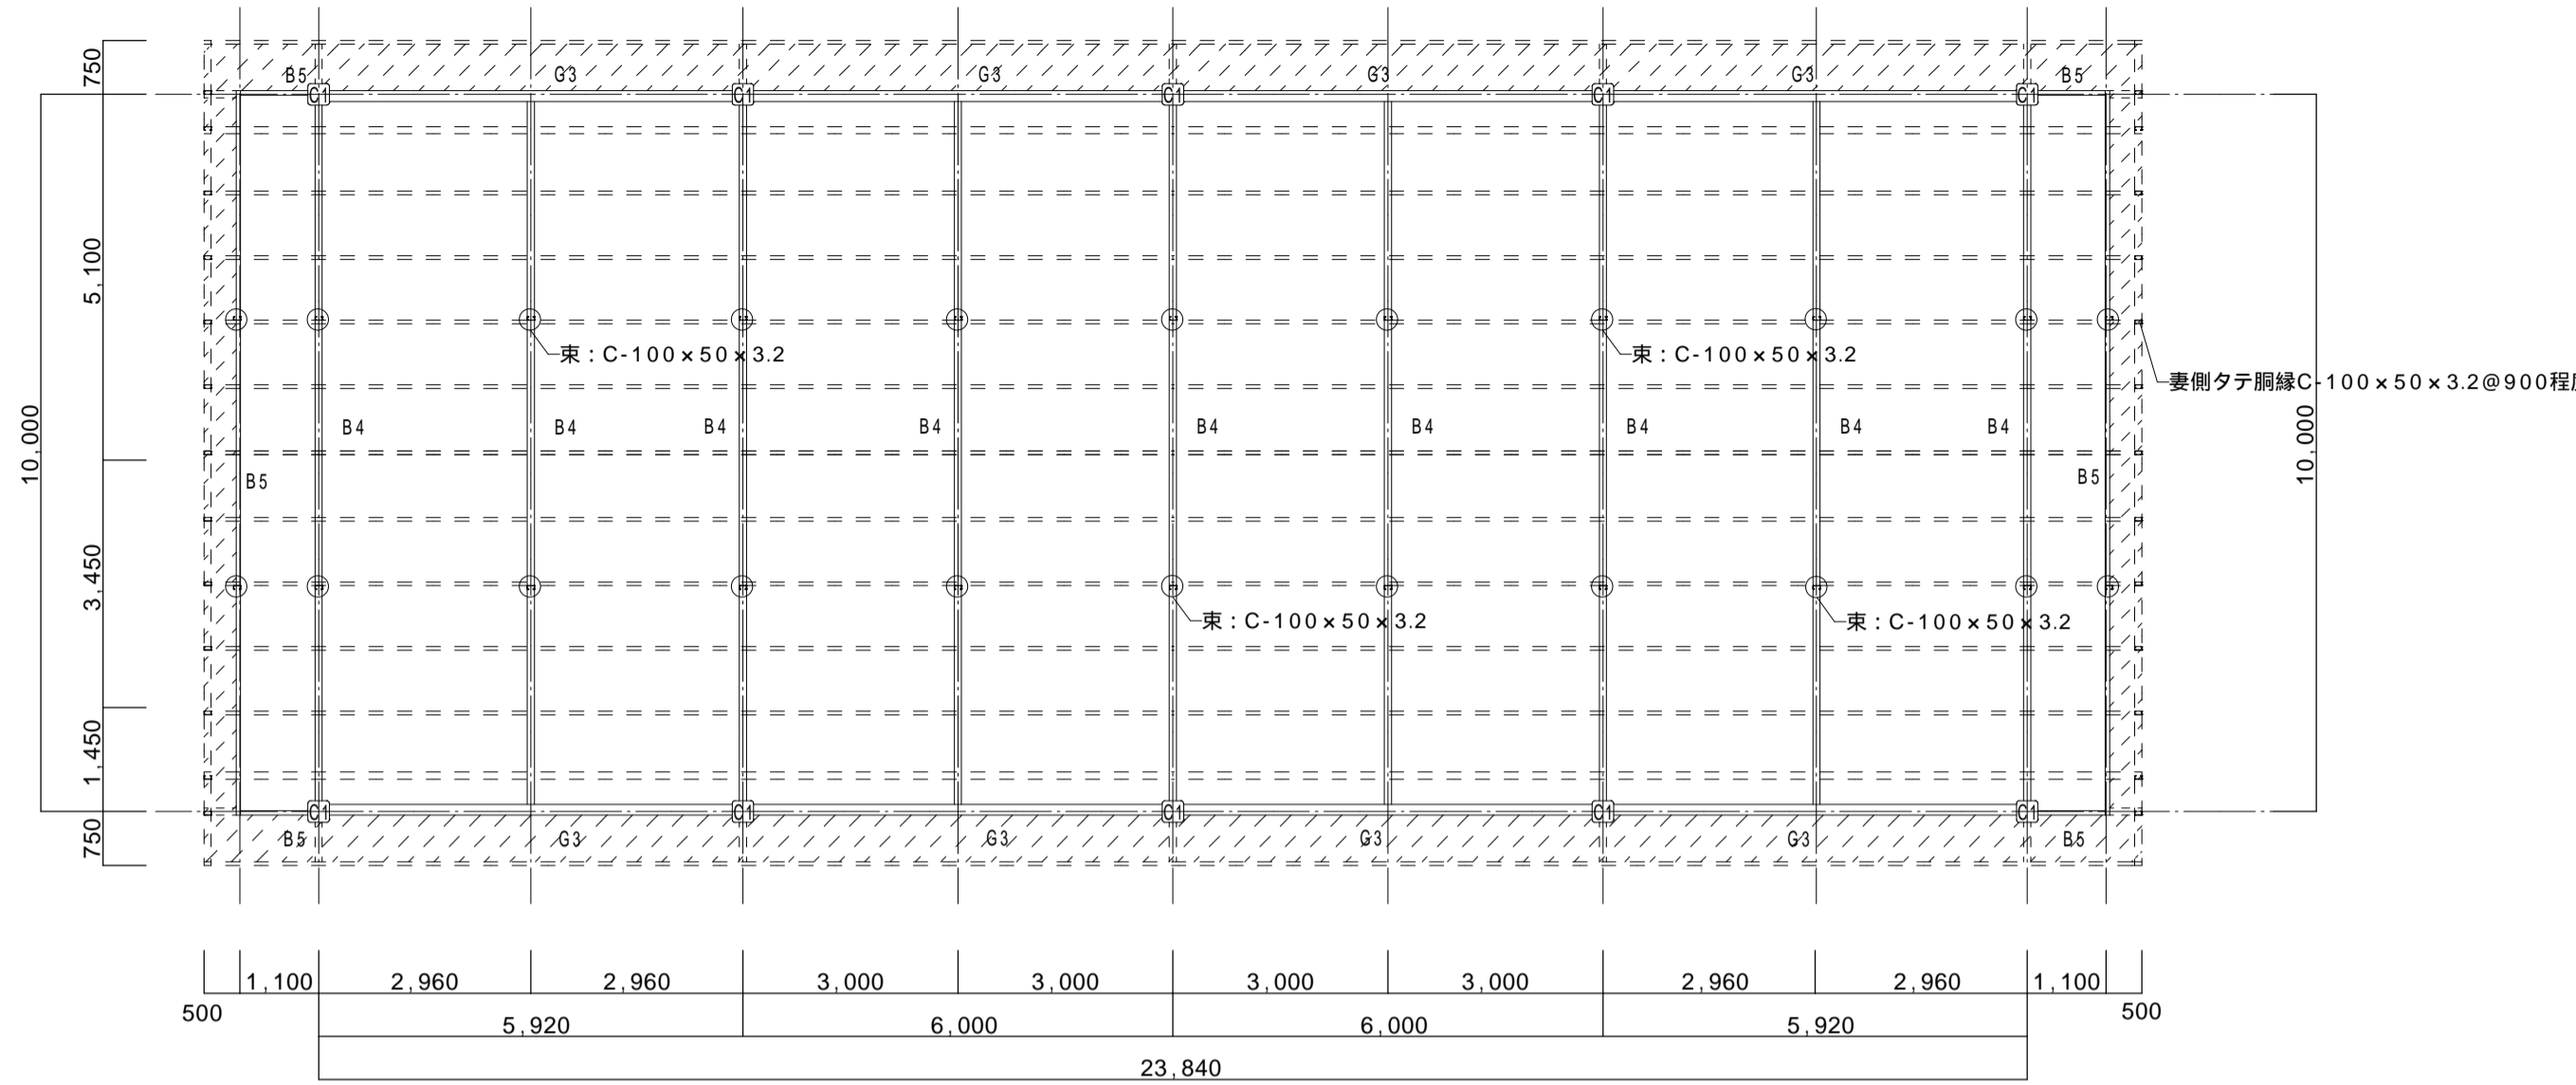 750
B5 G3 G3 G3 G3 B5
C1 C1 C1 C1 C1
5,100
束：C-100×50×3.2 束：C-100×50×3.2
妻側タテ胴縁C-100×50×3.2@900程
10,000 10,000
B4 B4 B4 B4 B4 B4 B4 B4 B4
B5 B5
3,450
束：C-100×50×3.2 束：C-100×50×3.2
1,450
C1 C1 C1 C1 C1
750
B5 G3 G3 G3 G3 B5
1,100 2,960 2,960 3,000 3,000 3,000 3,000 2,960 2,960 1,100
500 500
5,920 6,000 6,000 5,920
23,840